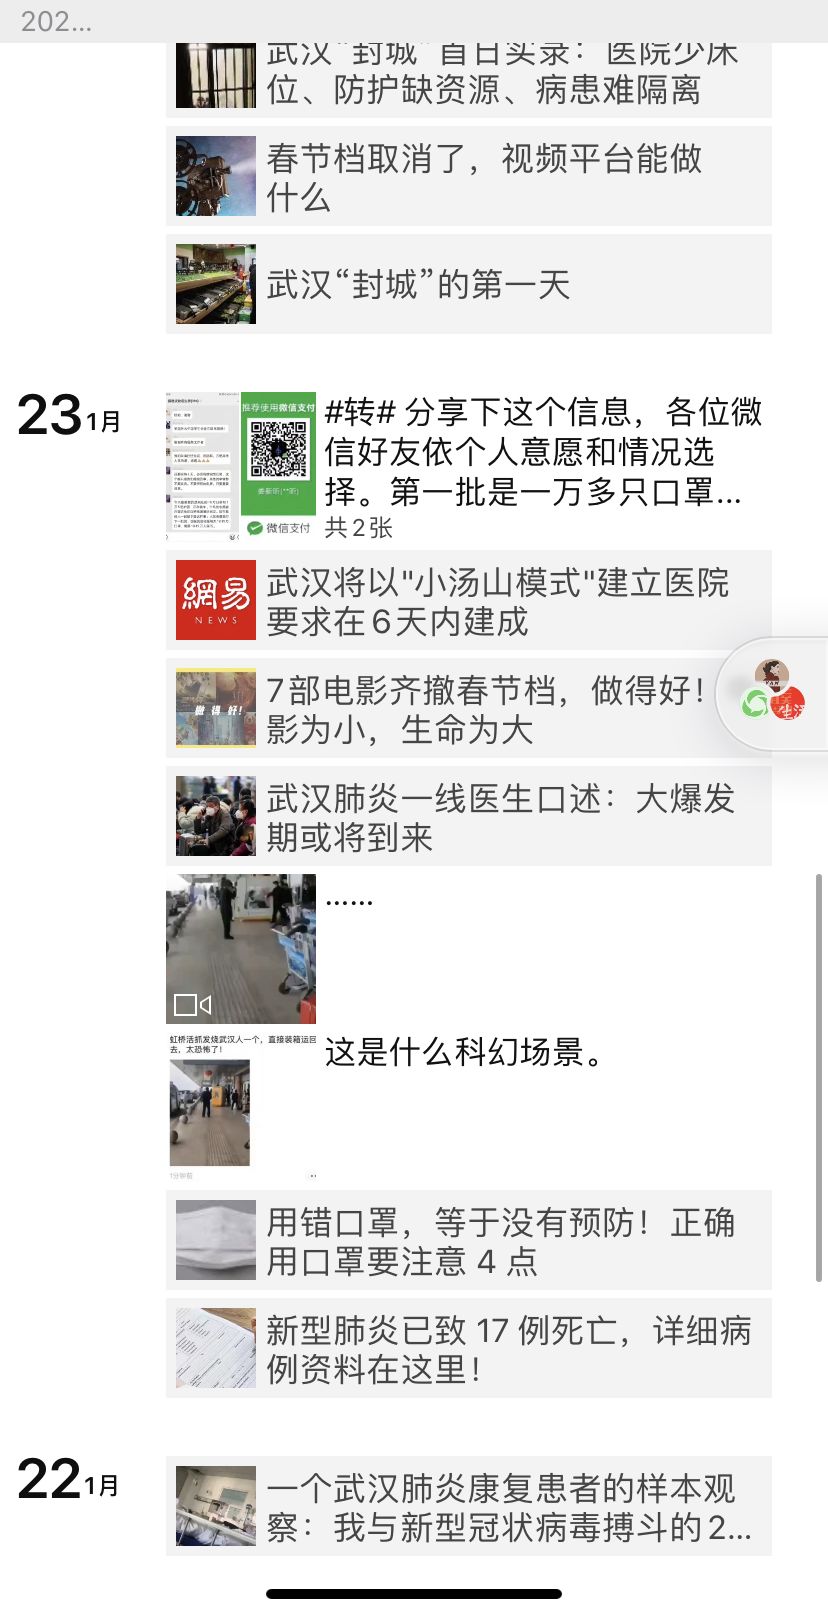 202...
武汉“封城”首日实录：医院少床
位、防护缺资源、病患难隔离
春节档取消了，视频平台能做
什么
武汉“封城”的第一天
23 1月
推荐使用微信支付
微信支付
#转# 分享下这个信息，各位微
信好友依个人意愿和情况选
择。第一批是一万多只口罩...
共2张
網易
NEWS
武汉将以"小汤山模式"建立医院
要求在6天内建成
做得好！
7部电影齐撤春节档，做得好！
影为小，生命为大
生活
武汉肺炎一线医生口述：大爆发
期或将到来
......
虹桥活抓发烧武汉人一个，直接装箱运回
去，太恐怖了！
1分钟前
这是什么科幻场景。
用错口罩，等于没有预防！正确
用口罩要注意 4 点
新型肺炎已致 17 例死亡，详细病
例资料在这里！
22 1月
一个武汉肺炎康复患者的样本观
察：我与新型冠状病毒搏斗的2...